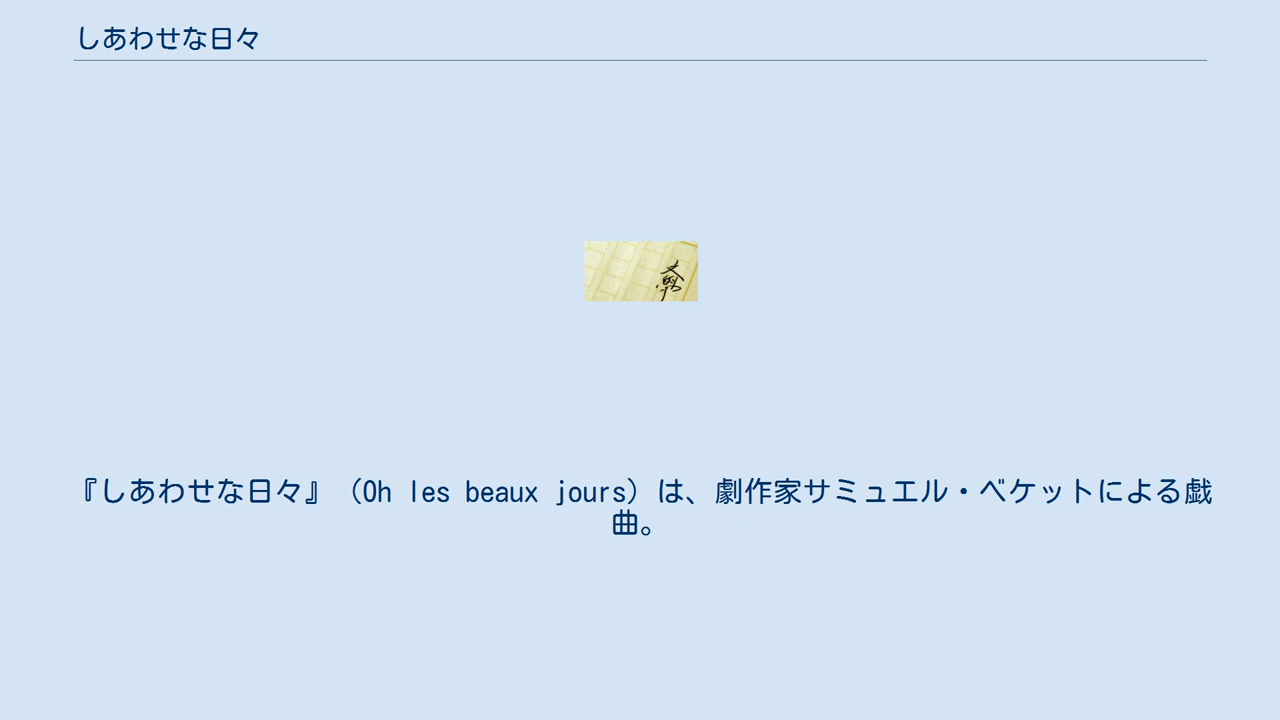 しあわせな日々
『しあわせな日々』（Oh les beaux jours）は、劇作家サミュエル・ベケットによる戯
曲。